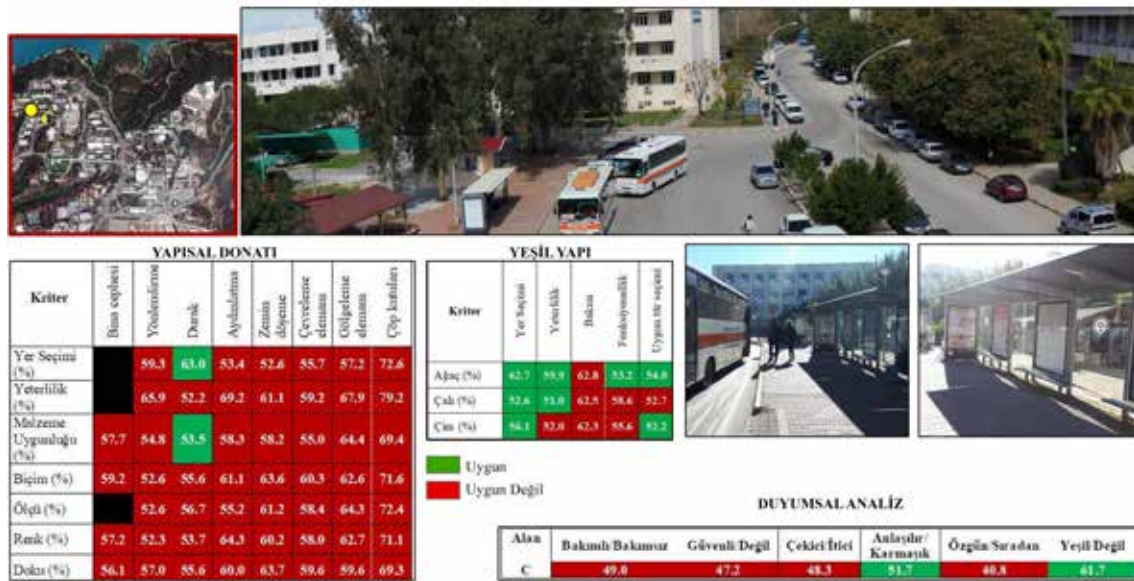 YAPISAL DONATI
Kriter Bina cephesi Yönlendirme Durak Aydınlatma Zemin döşeme Çevreleme elemanı Gölgeleme elemanı Çöp kutuları
Yer Seçimi (%) 59.3 63.0 53.4 52.6 55.7 57.2 72.6
Yeterlilik (%) 65.9 52.2 69.2 61.1 59.2 67.9 79.2
Malzeme Uygunluğu (%) 57.7 54.8 53.5 58.3 58.2 55.0 64.4 69.4
Biçim (%) 59.2 52.6 55.6 61.1 63.6 60.3 62.6 71.6
Ölçü (%) 52.6 56.7 55.2 61.2 58.4 64.3 72.4
Renk (%) 57.2 52.3 53.7 64.3 60.2 58.0 62.7 71.1
Doku (%) 56.1 57.0 55.6 60.0 63.7 59.6 59.6 69.3
YEŞİL YAPI
Kriter Yer Seçimi Yeterlilik Bakım Fonksiyonellik Uygun tür seçimi
Ağaç (%) 62.7 59.9 62.8 53.2 54.0
Çalı (%) 52.6 51.0 62.5 58.6 52.7
Çim (%) 56.1 52.0 62.3 55.6 52.2
Uygun
Uygun Değil
DUYUMSAL ANALİZ
Alan Bakımlı/Bakımsız Güvenli/Değil Çekici/İtici Anlaşılır/Karmaşık Özgün/Sıradan Yeşil/Değil
Ç 49.0 47.2 48.3 51.7 40.8 61.7